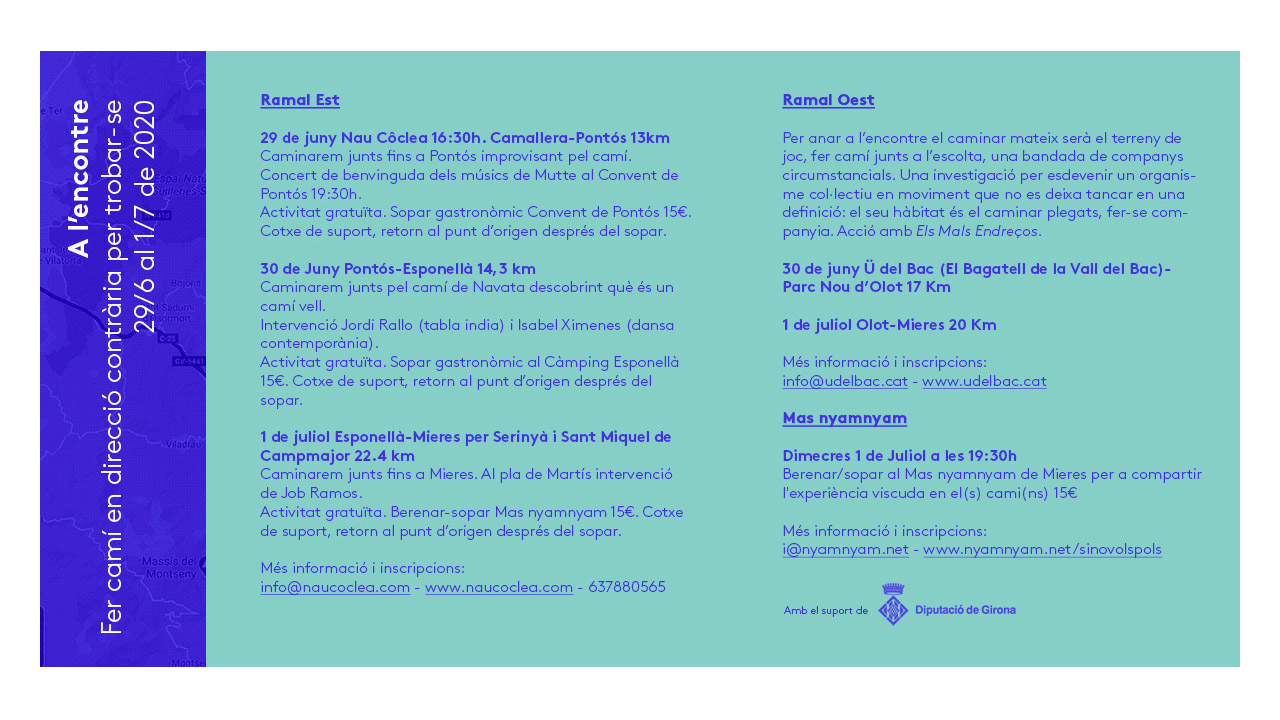 A l'encontre
Fer camí en direcció contrària per trobar-se
29/6 al 1/7 de 2020
Ramal Est
29 de juny Nau Côclea 16:30h. Camallera-Pontós 13km
Caminarem junts fins a Pontós improvisant pel camí.
Concert de benvinguda dels músics de Mutte al Convent de
Pontós 19:30h.
Activitat gratuïta. Sopar gastronòmic Convent de Pontós 15€.
Cotxe de suport, retorn al punt d'origen després del sopar.
30 de Juny Pontós-Esponellà 14,3 km
Caminarem junts pel camí de Navata descobrint què és un
camí vell.
Intervenció Jordi Rallo (tabla india) i Isabel Ximenes (dansa
contemporània).
Activitat gratuïta. Sopar gastronòmic al Càmping Esponellà
15€. Cotxe de suport, retorn al punt d'origen després del
sopar.
1 de juliol Esponellà-Mieres per Serinyà i Sant Miquel de
Campmajor 22.4 km
Caminarem junts fins a Mieres. Al pla de Martís intervenció
de Job Ramos.
Activitat gratuïta. Berenar-sopar Mas nyamnyam 15€. Cotxe
de suport, retorn al punt d'origen després del sopar.
Més informació i inscripcions:
info@naucoclea.com - www.naucoclea.com - 637880565
Ramal Oest
Per anar a l'encontre el caminar mateix serà el terreny de
joc, fer camí junts a l'escolta, una bandada de companys
circumstancials. Una investigació per esdevenir un organis-
me col·lectiu en moviment que no es deixa tancar en una
definició: el seu hàbitat és el caminar plegats, fer-se com-
panyia. Acció amb Els Mals Endreços.
30 de juny Ü del Bac (El Bagatell de la Vall del Bac)-
Parc Nou d'Olot 17 Km
1 de juliol Olot-Mieres 20 Km
Més informació i inscripcions:
info@udelbac.cat - www.udelbac.cat
Mas nyamnyam
Dimecres 1 de Juliol a les 19:30h
Berenar/sopar al Mas nyamnyam de Mieres per a compartir
l'experiència viscuda en el(s) cami(ns) 15€
Més informació i inscripcions:
i@nyamnyam.net - www.nyamnyam.net/sinovolspols
Amb el suport de
Diputació de Girona
Massís del
Montseny
Viladrau
C-25
GV-5441